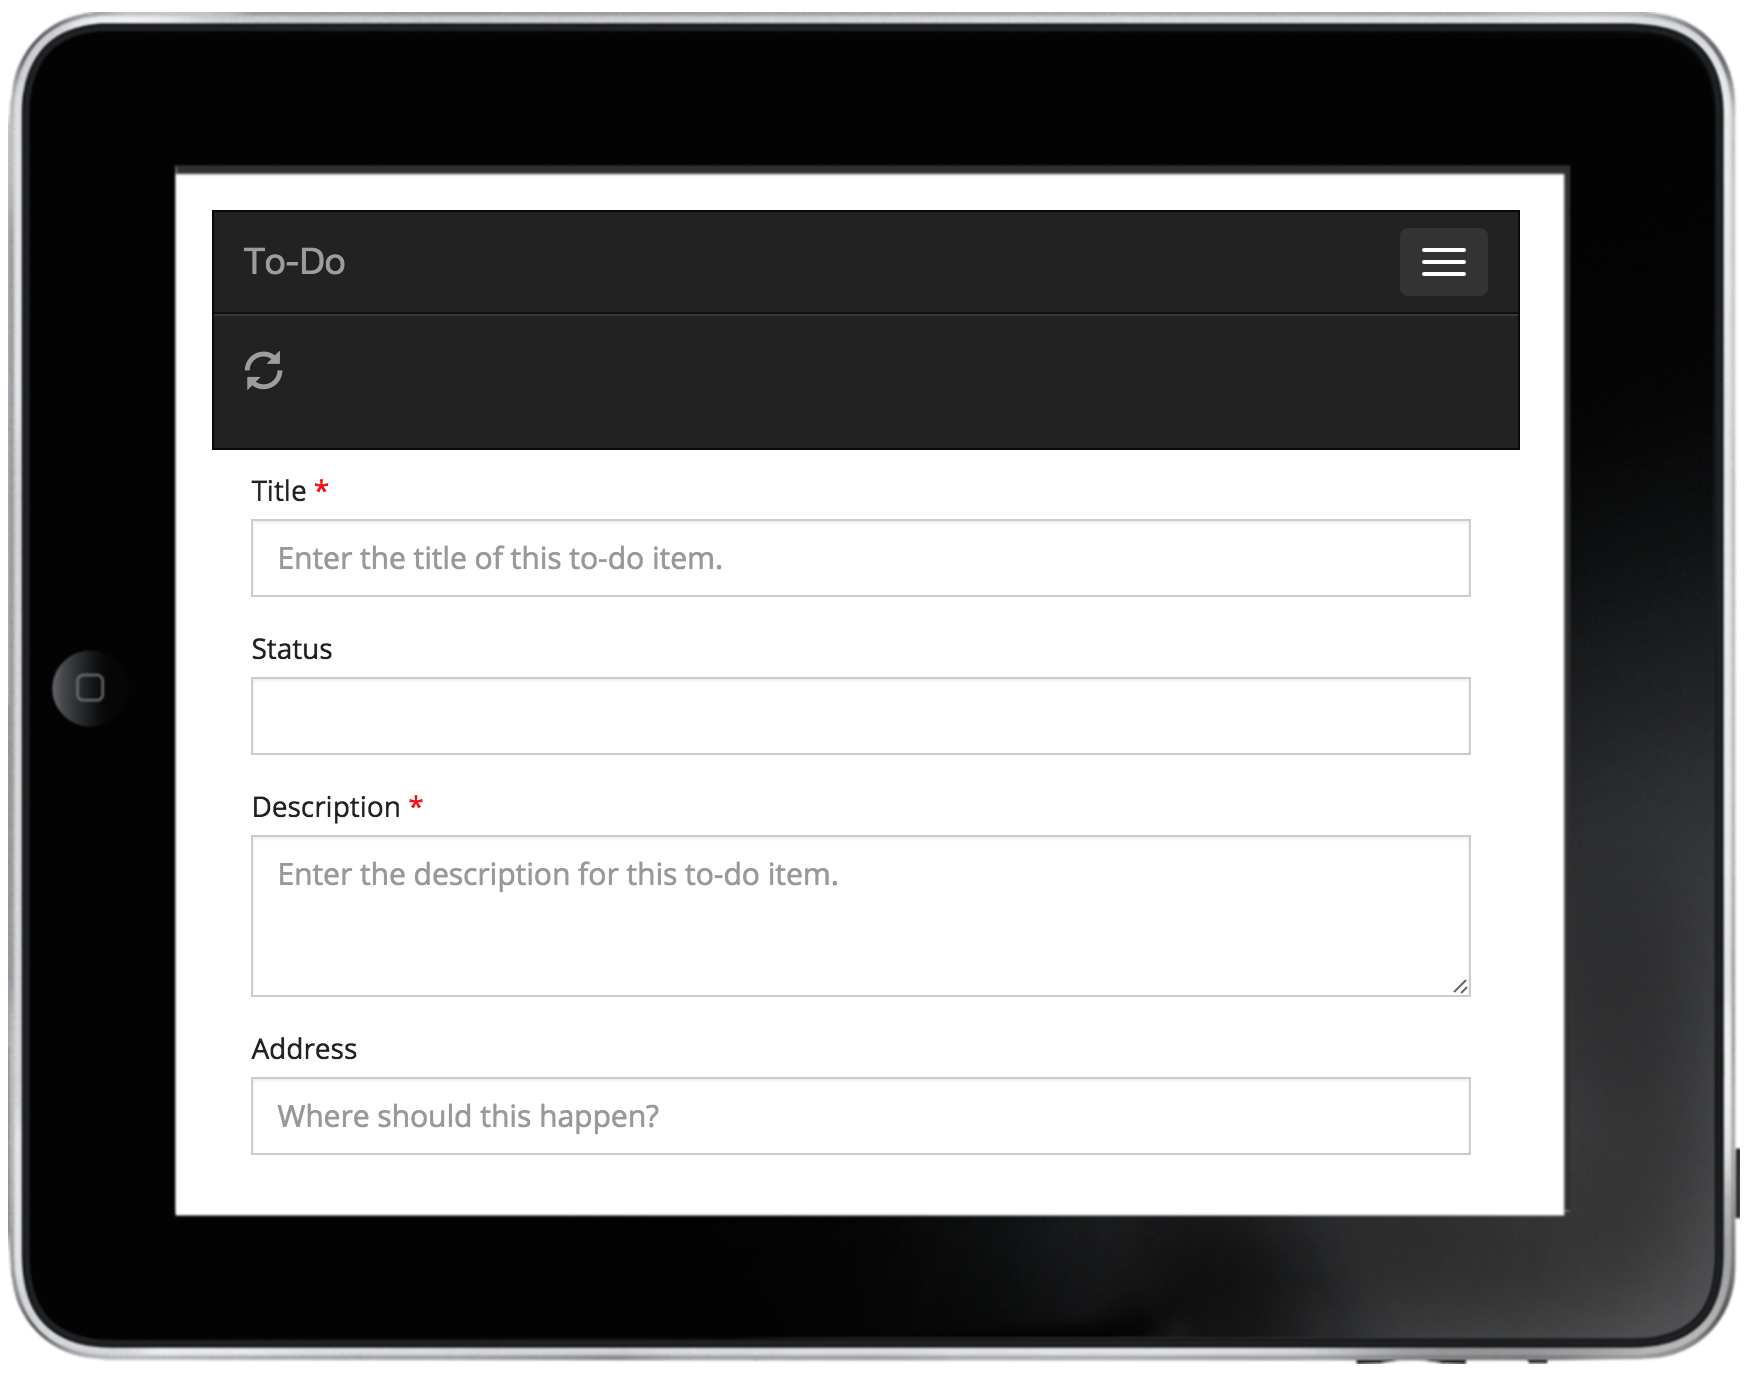 To-Do
Title *
Enter the title of this to-do item.
Status
Description *
Enter the description for this to-do item.
Address
Where should this happen?